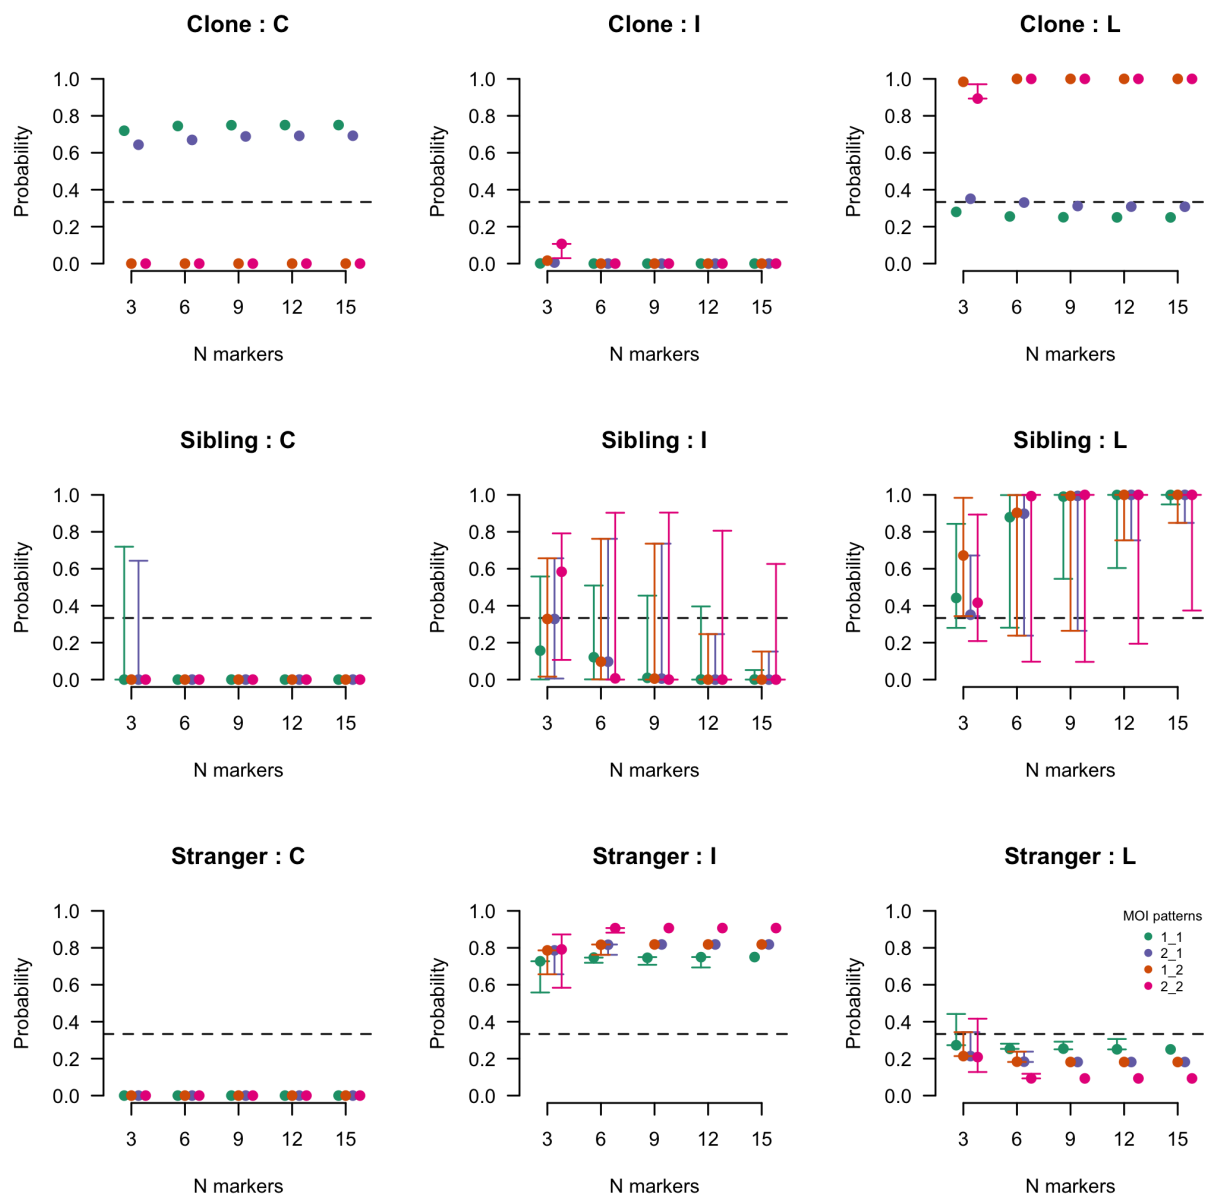 Clone : C
Probability
1.0
0.8
0.6
0.4
0.2
0.0
3 6 9 12 15
N markers
Clone : I
Probability
1.0
0.8
0.6
0.4
0.2
0.0
3 6 9 12 15
N markers
Clone : L
Probability
1.0
0.8
0.6
0.4
0.2
0.0
3 6 9 12 15
N markers
Sibling : C
Probability
1.0
0.8
0.6
0.4
0.2
0.0
3 6 9 12 15
N markers
Sibling : I
Probability
1.0
0.8
0.6
0.4
0.2
0.0
3 6 9 12 15
N markers
Sibling : L
Probability
1.0
0.8
0.6
0.4
0.2
0.0
3 6 9 12 15
N markers
Stranger : C
Probability
1.0
0.8
0.6
0.4
0.2
0.0
3 6 9 12 15
N markers
Stranger : I
Probability
1.0
0.8
0.6
0.4
0.2
0.0
3 6 9 12 15
N markers
Stranger : L
Probability
1.0
0.8
0.6
0.4
0.2
0.0
MOI patterns
1_1
2_1
1_2
2_2
3 6 9 12 15
N markers